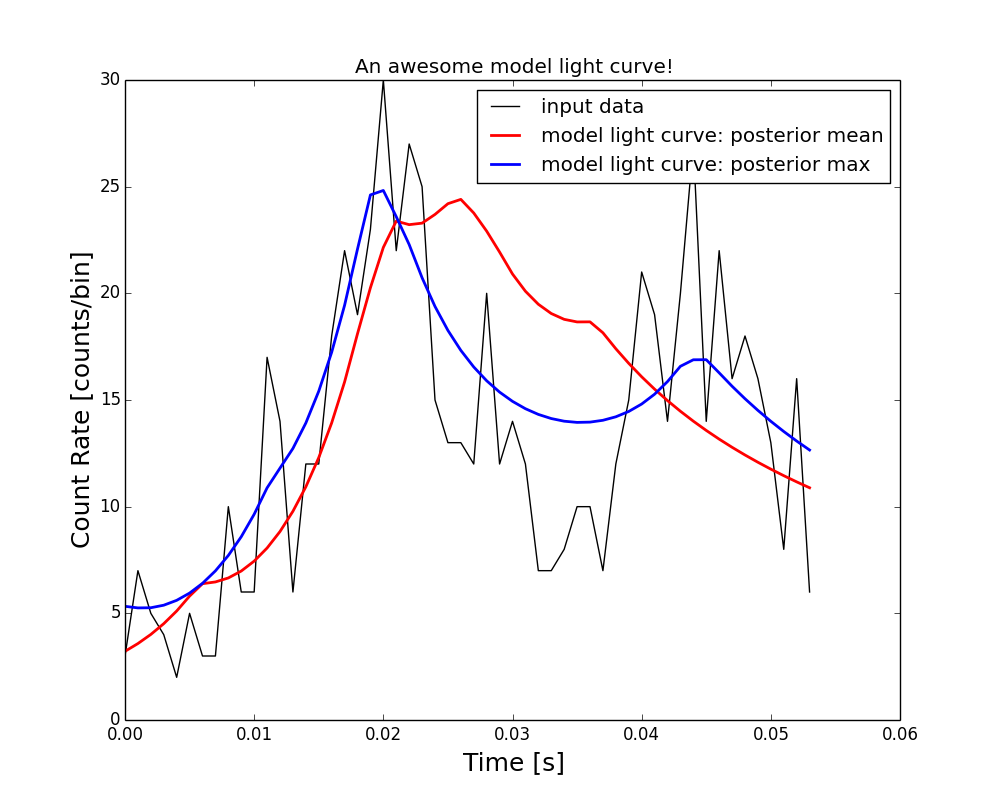 An awesome model light curve!
30
25
20
15
10
5
0
Count Rate [counts/bin]
input data
model light curve: posterior mean
model light curve: posterior max
0.00 0.01 0.02 0.03 0.04 0.05 0.06
Time [s]